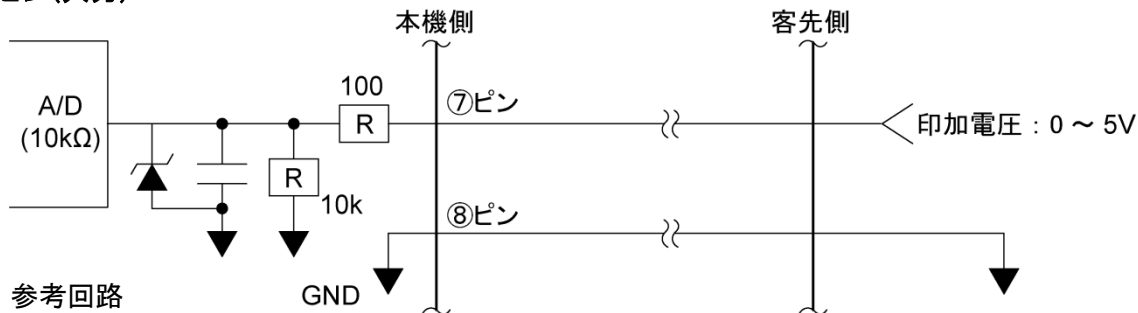 本機側
客先側
100
A/D
(10kΩ)
R
⑦ピン
印加電圧：0 ～ 5V
R
10k
⑧ピン
参考回路
GND